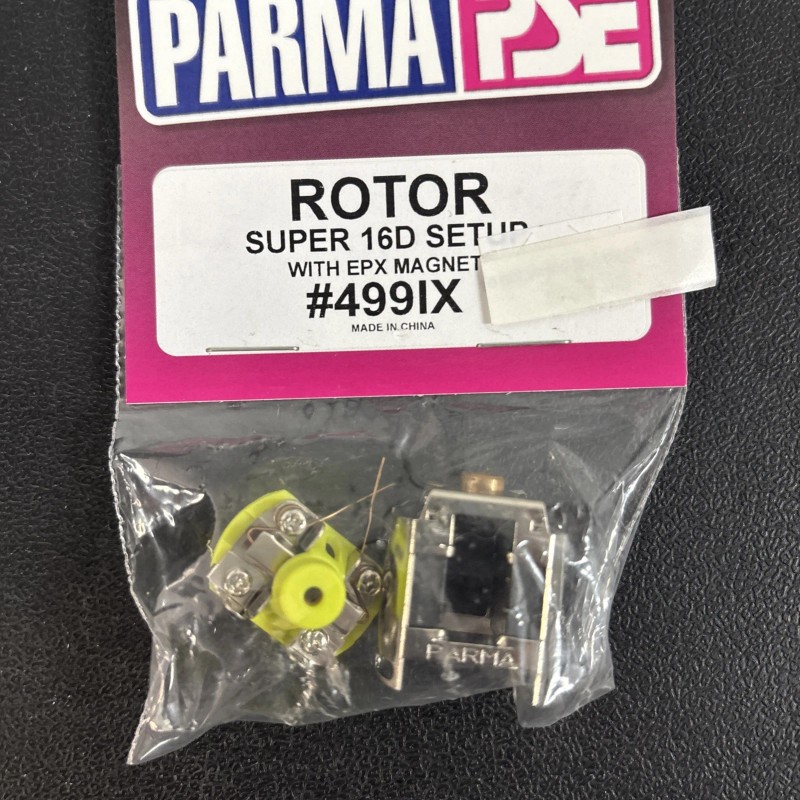 PARMA PSE
ROTOR
SUPER 16D SETUP
WITH EPX MAGNET
#499IX
MADE IN CHINA
PARMA